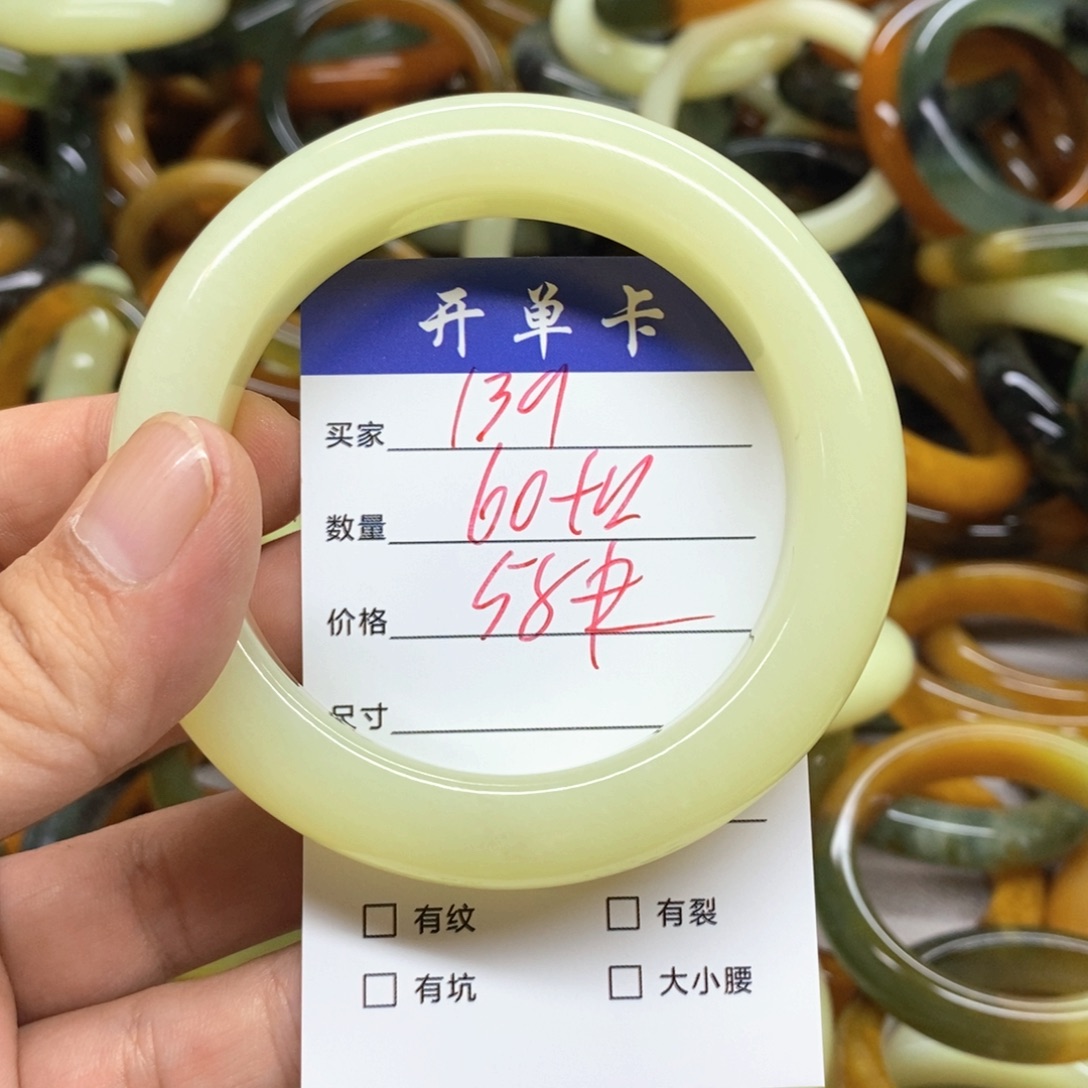 开单卡
买家 139
数量 60
价格 58
尺寸
有纹 有裂
有坑 大小腰